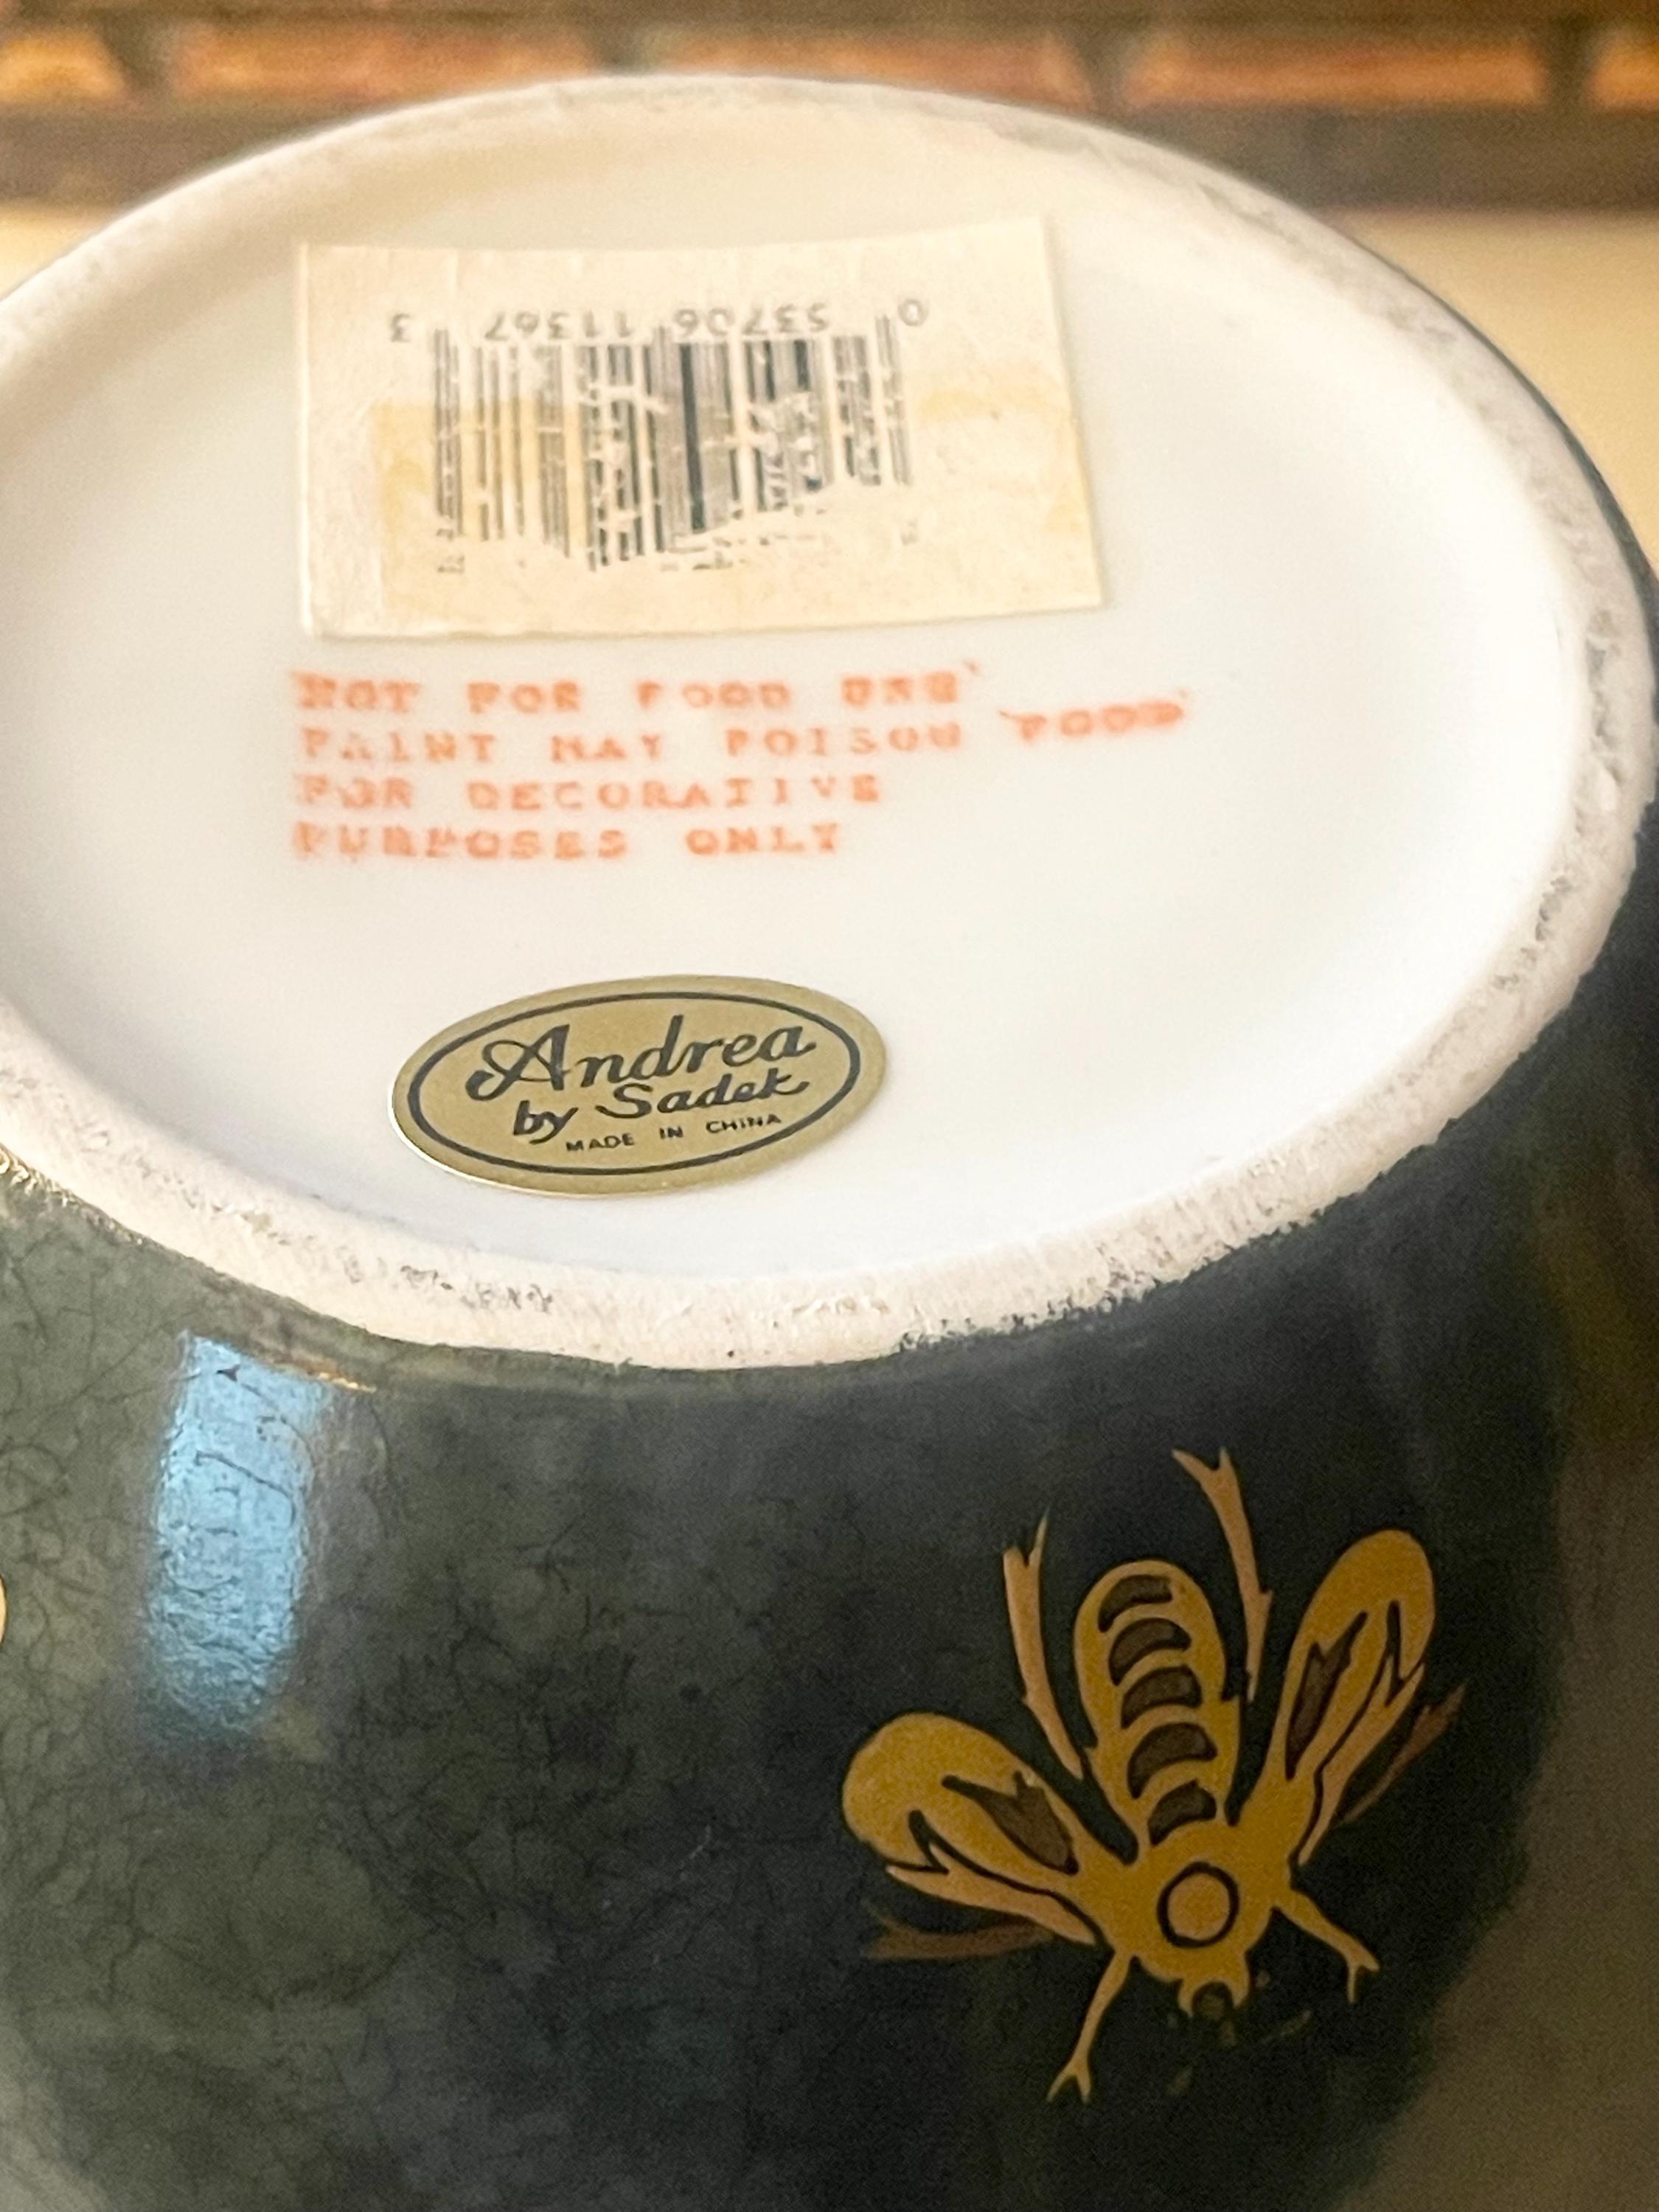 0 53706 11367 3
NOT FOR FOOD USE
PAINT MAY POISON FOOD
FOR DECORATIVE
PURPOSES ONLY
Andrea
by Sadek
MADE IN CHINA